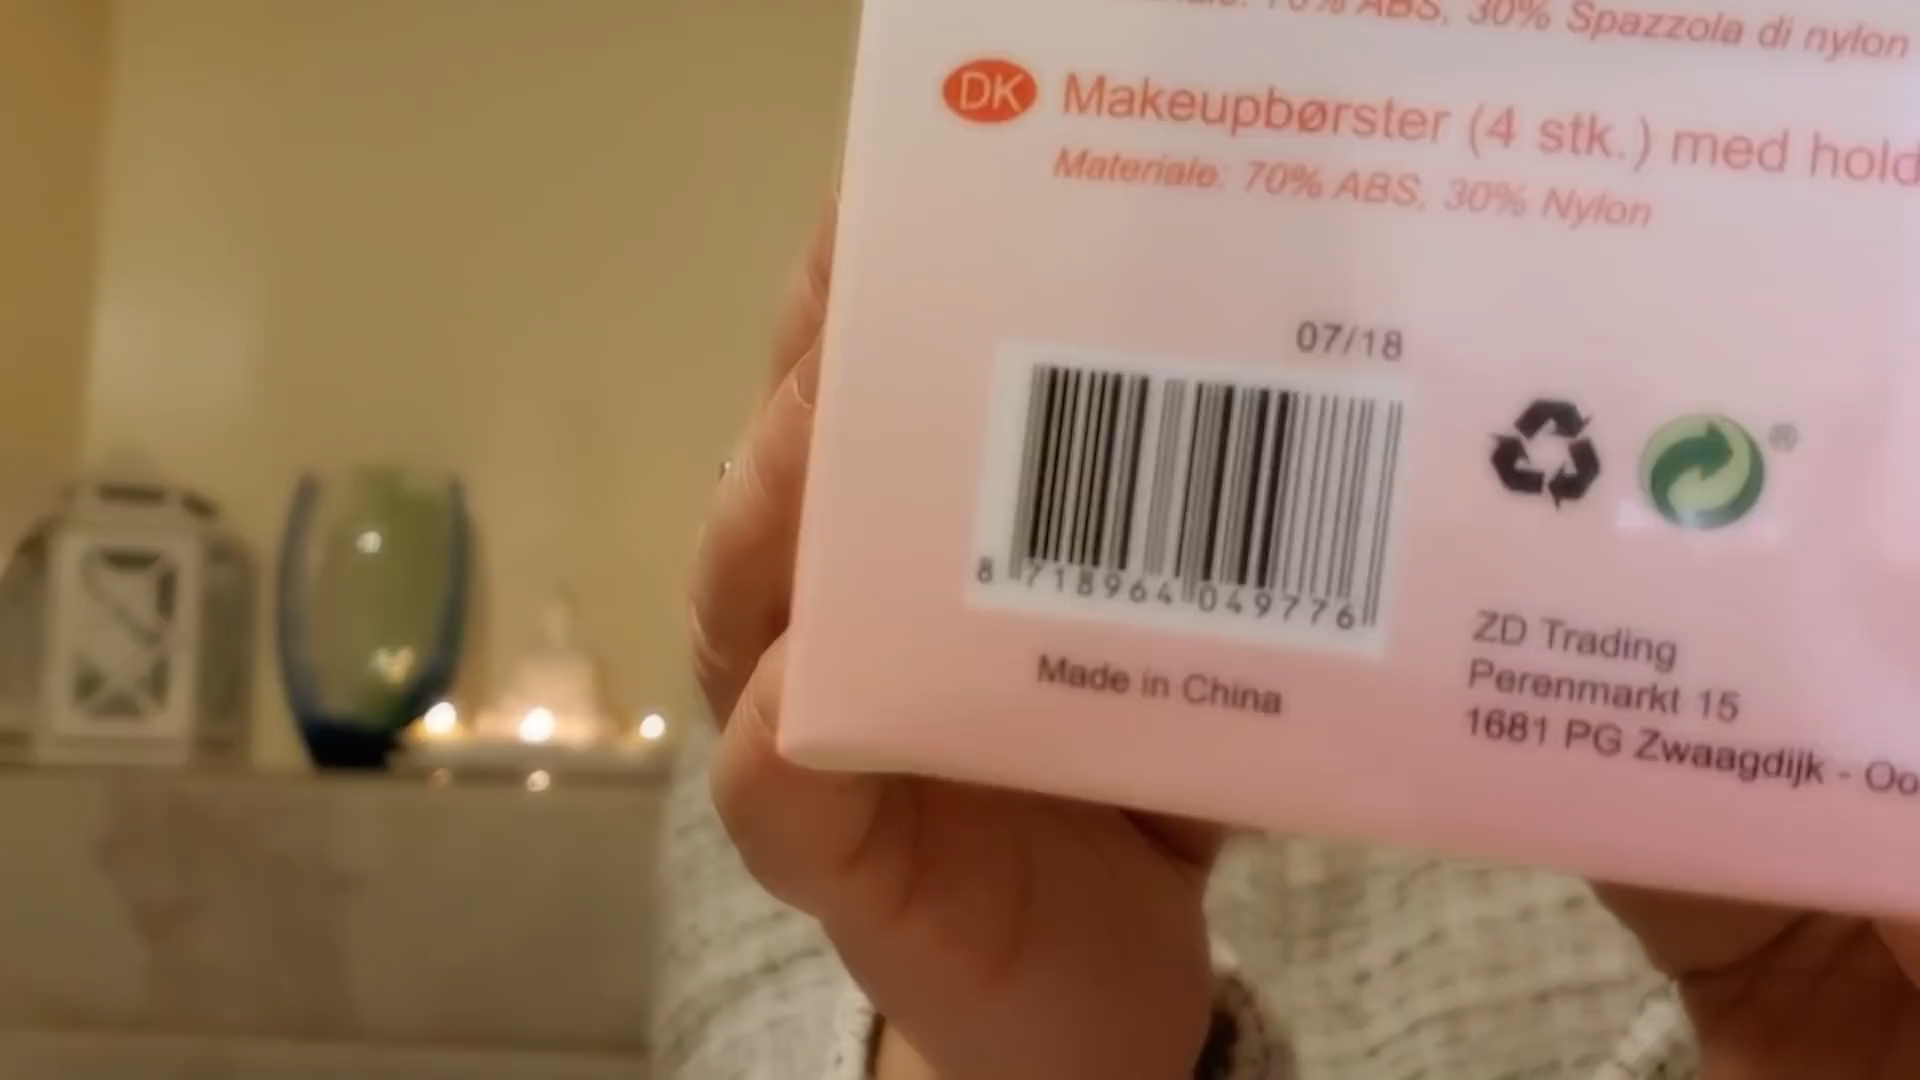 70% ABS, 30% Spazzola di nylon
DK Makeupbørster (4 stk.) med hold
Materiale: 70% ABS, 30% Nylon
07/18
8 718964 049776
Made in China
®
ZD Trading
Perenmarkt 15
1681 PG Zwaagdijk - Oo